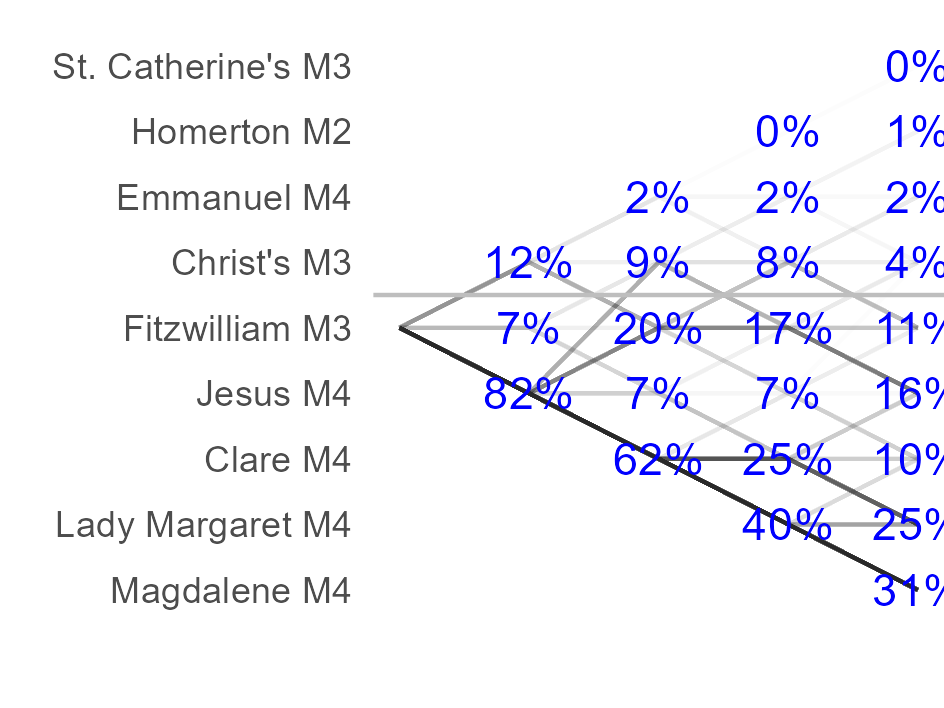 St. Catherine's M3 0%
Homerton M2 0% 1%
Emmanuel M4 2% 2% 2%
Christ's M3 12% 9% 8% 4%
Fitzwilliam M3 7% 20% 17% 11%
Jesus M4 82% 7% 7% 16%
Clare M4 62% 25% 10%
Lady Margaret M4 40% 25%
Magdalene M4 31%